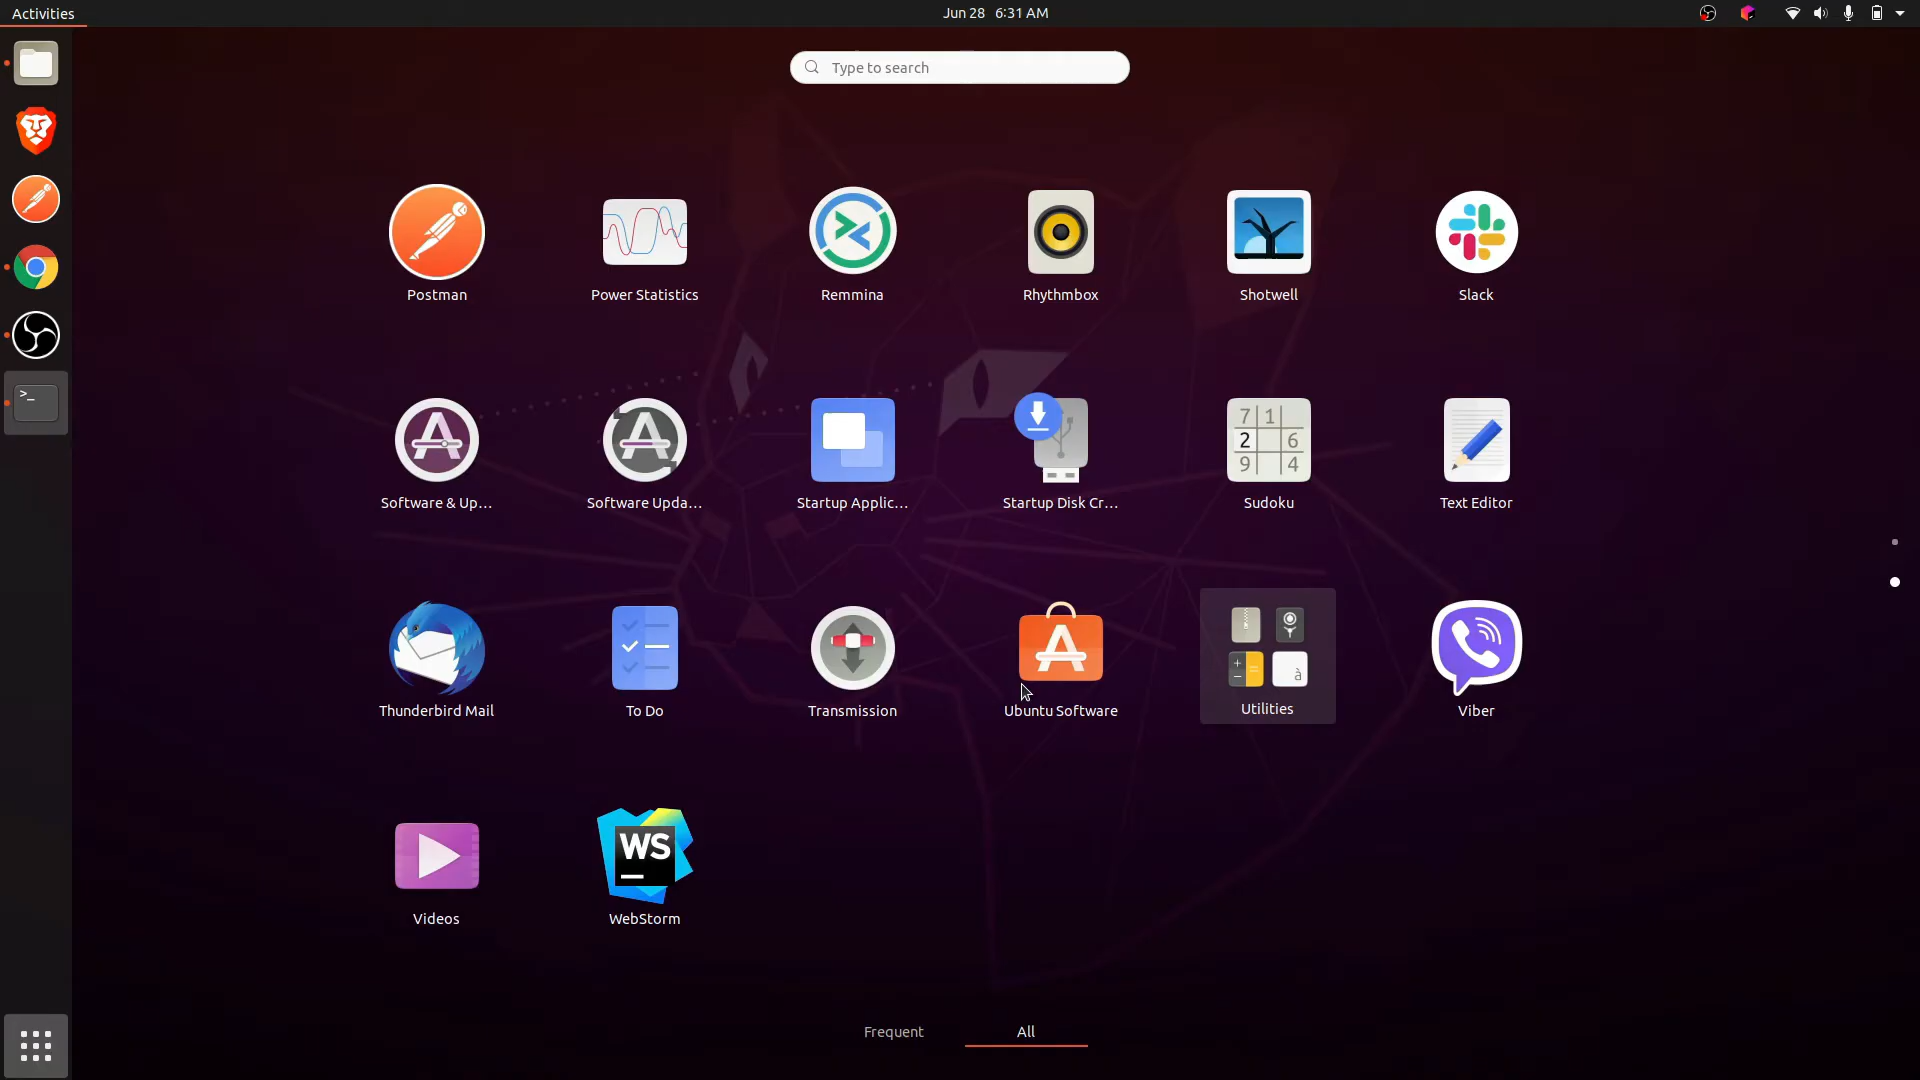 Activities
Jun 28 6:31 AM
Type to search
Postman
Power Statistics
Remmina
Rhythmbox
Shotwell
Slack
>_
7 1
2 6
9 4
Software & Up...
Software Upda...
Startup Applic...
Startup Disk Cr...
Sudoku
Text Editor
à
Thunderbird Mail
To Do
Transmission
Ubuntu Software
Utilities
Viber
WS
Videos
WebStorm
Frequent
All